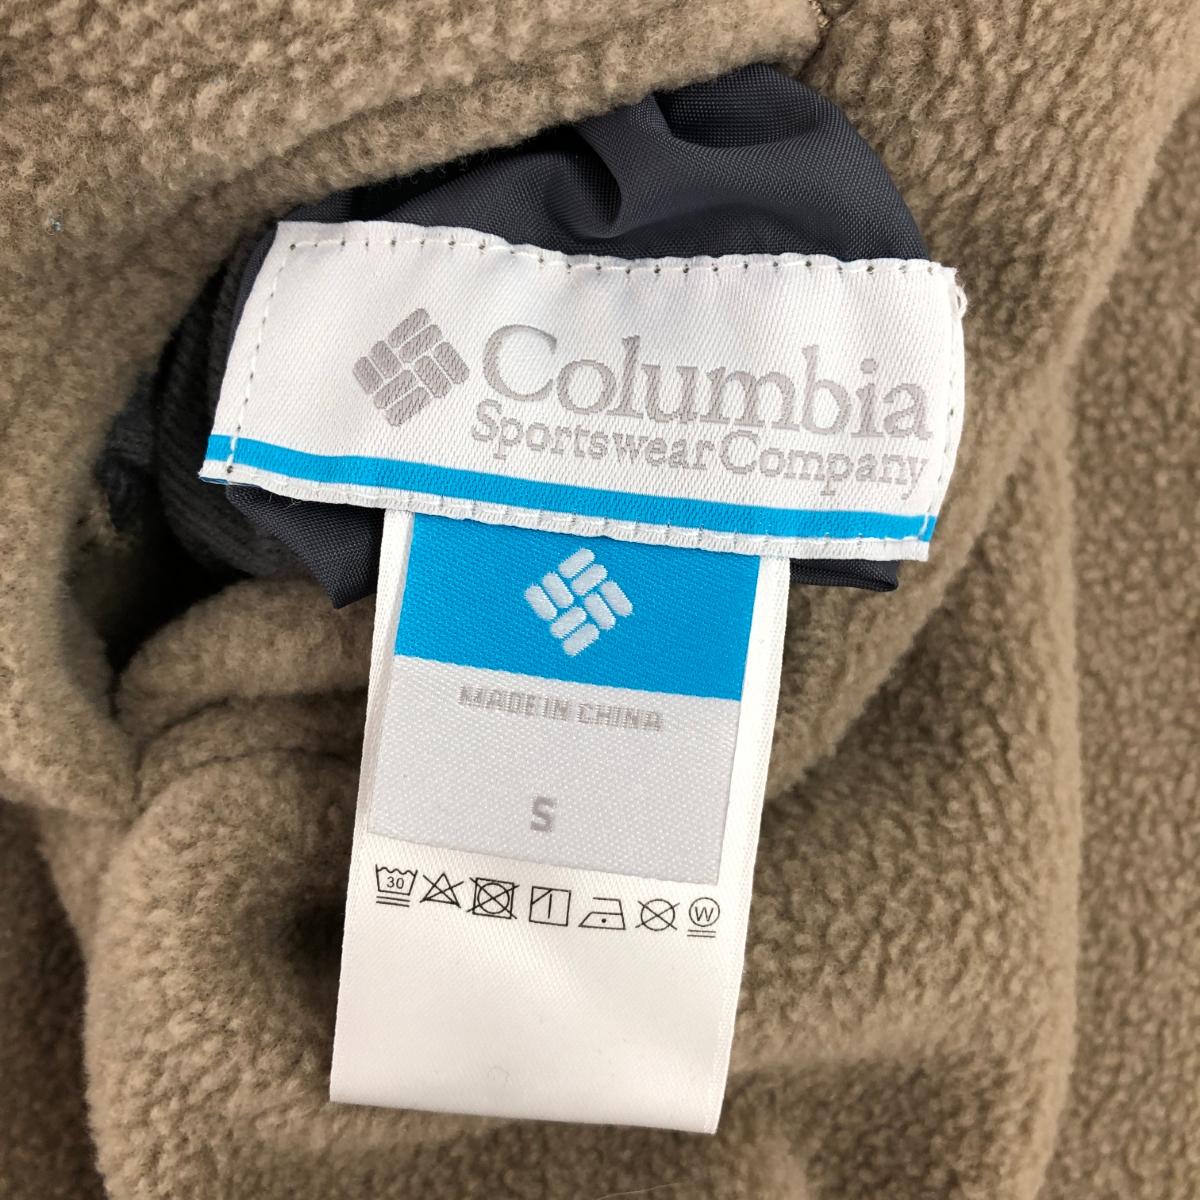 Columbia
Sportswear Company
MADE IN CHINA
S
30
W